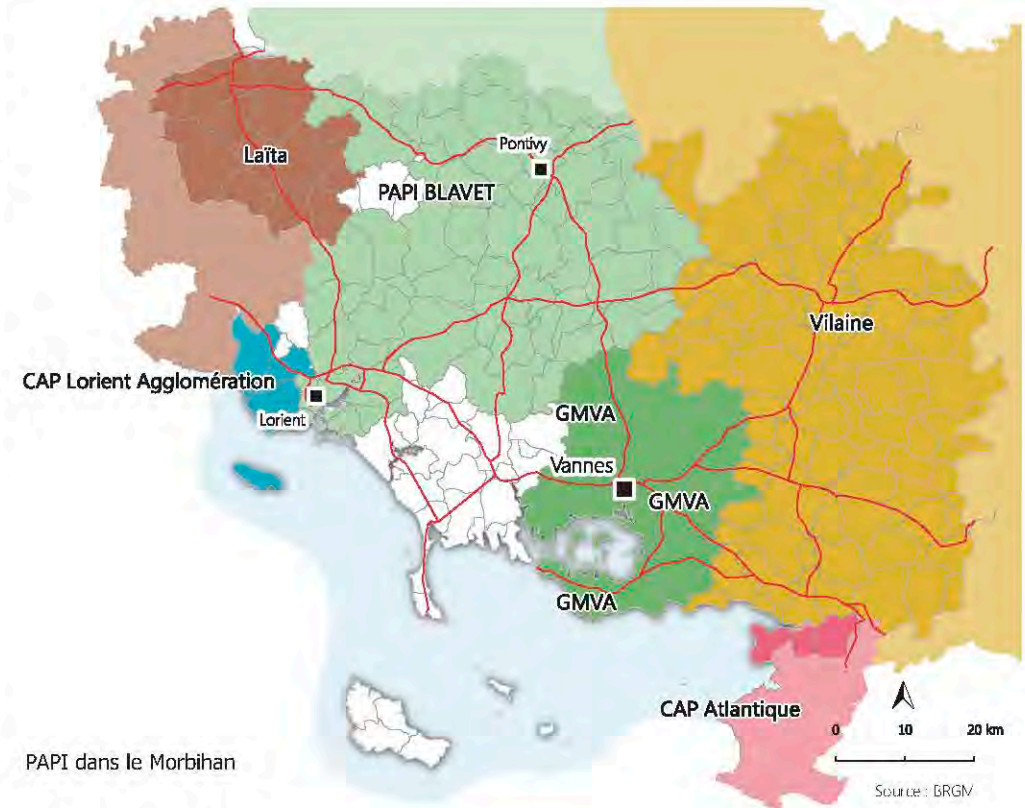 Pontivy
Laïta
PAPI BLAVET
Vilaine
CAP Lorient Agglomération
Lorient
GMVA
Vannes
GMVA
GMVA
CAP Atlantique
0 10 20 km
PAPI dans le Morbihan
Source : BRGM